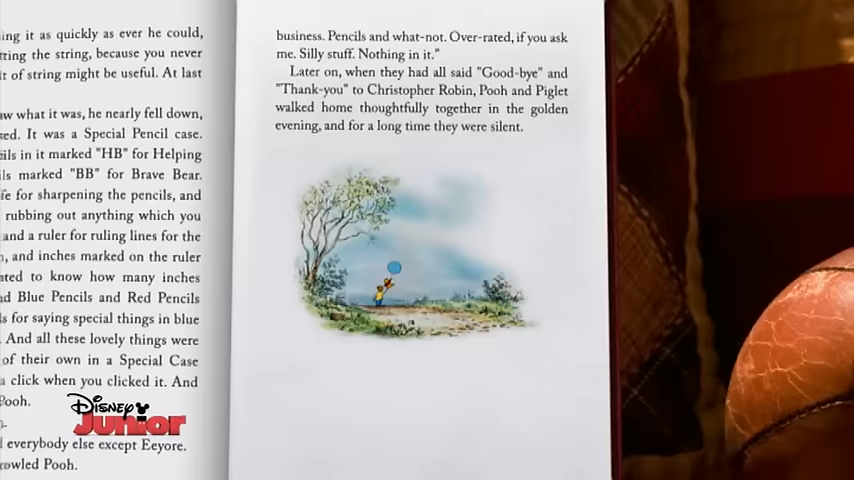 ing it as quickly as ever he could,
tting the string, because you never
it of string might be useful. At last
w what it was, he nearly fell down,
sed. It was a Special Pencil case.
cils in it marked "HB" for Helping
ils marked "BB" for Brave Bear.
fe for sharpening the pencils, and
rubbing out anything which you
and a ruler for ruling lines for the
n, and inches marked on the ruler
nted to know how many inches
nd Blue Pencils and Red Pencils
s for saying special things in blue
. And all these lovely things were
of their own in a Special Case
a click when you clicked it. And
Pooh.
everybody else except Eeyore.
rowled Pooh.
business. Pencils and what-not. Over-rated, if you ask
me. Silly stuff. Nothing in it."
Later on, when they had all said "Good-bye" and
"Thank-you" to Christopher Robin, Pooh and Piglet
walked home thoughtfully together in the golden
evening, and for a long time they were silent.
DISNEY
Junior